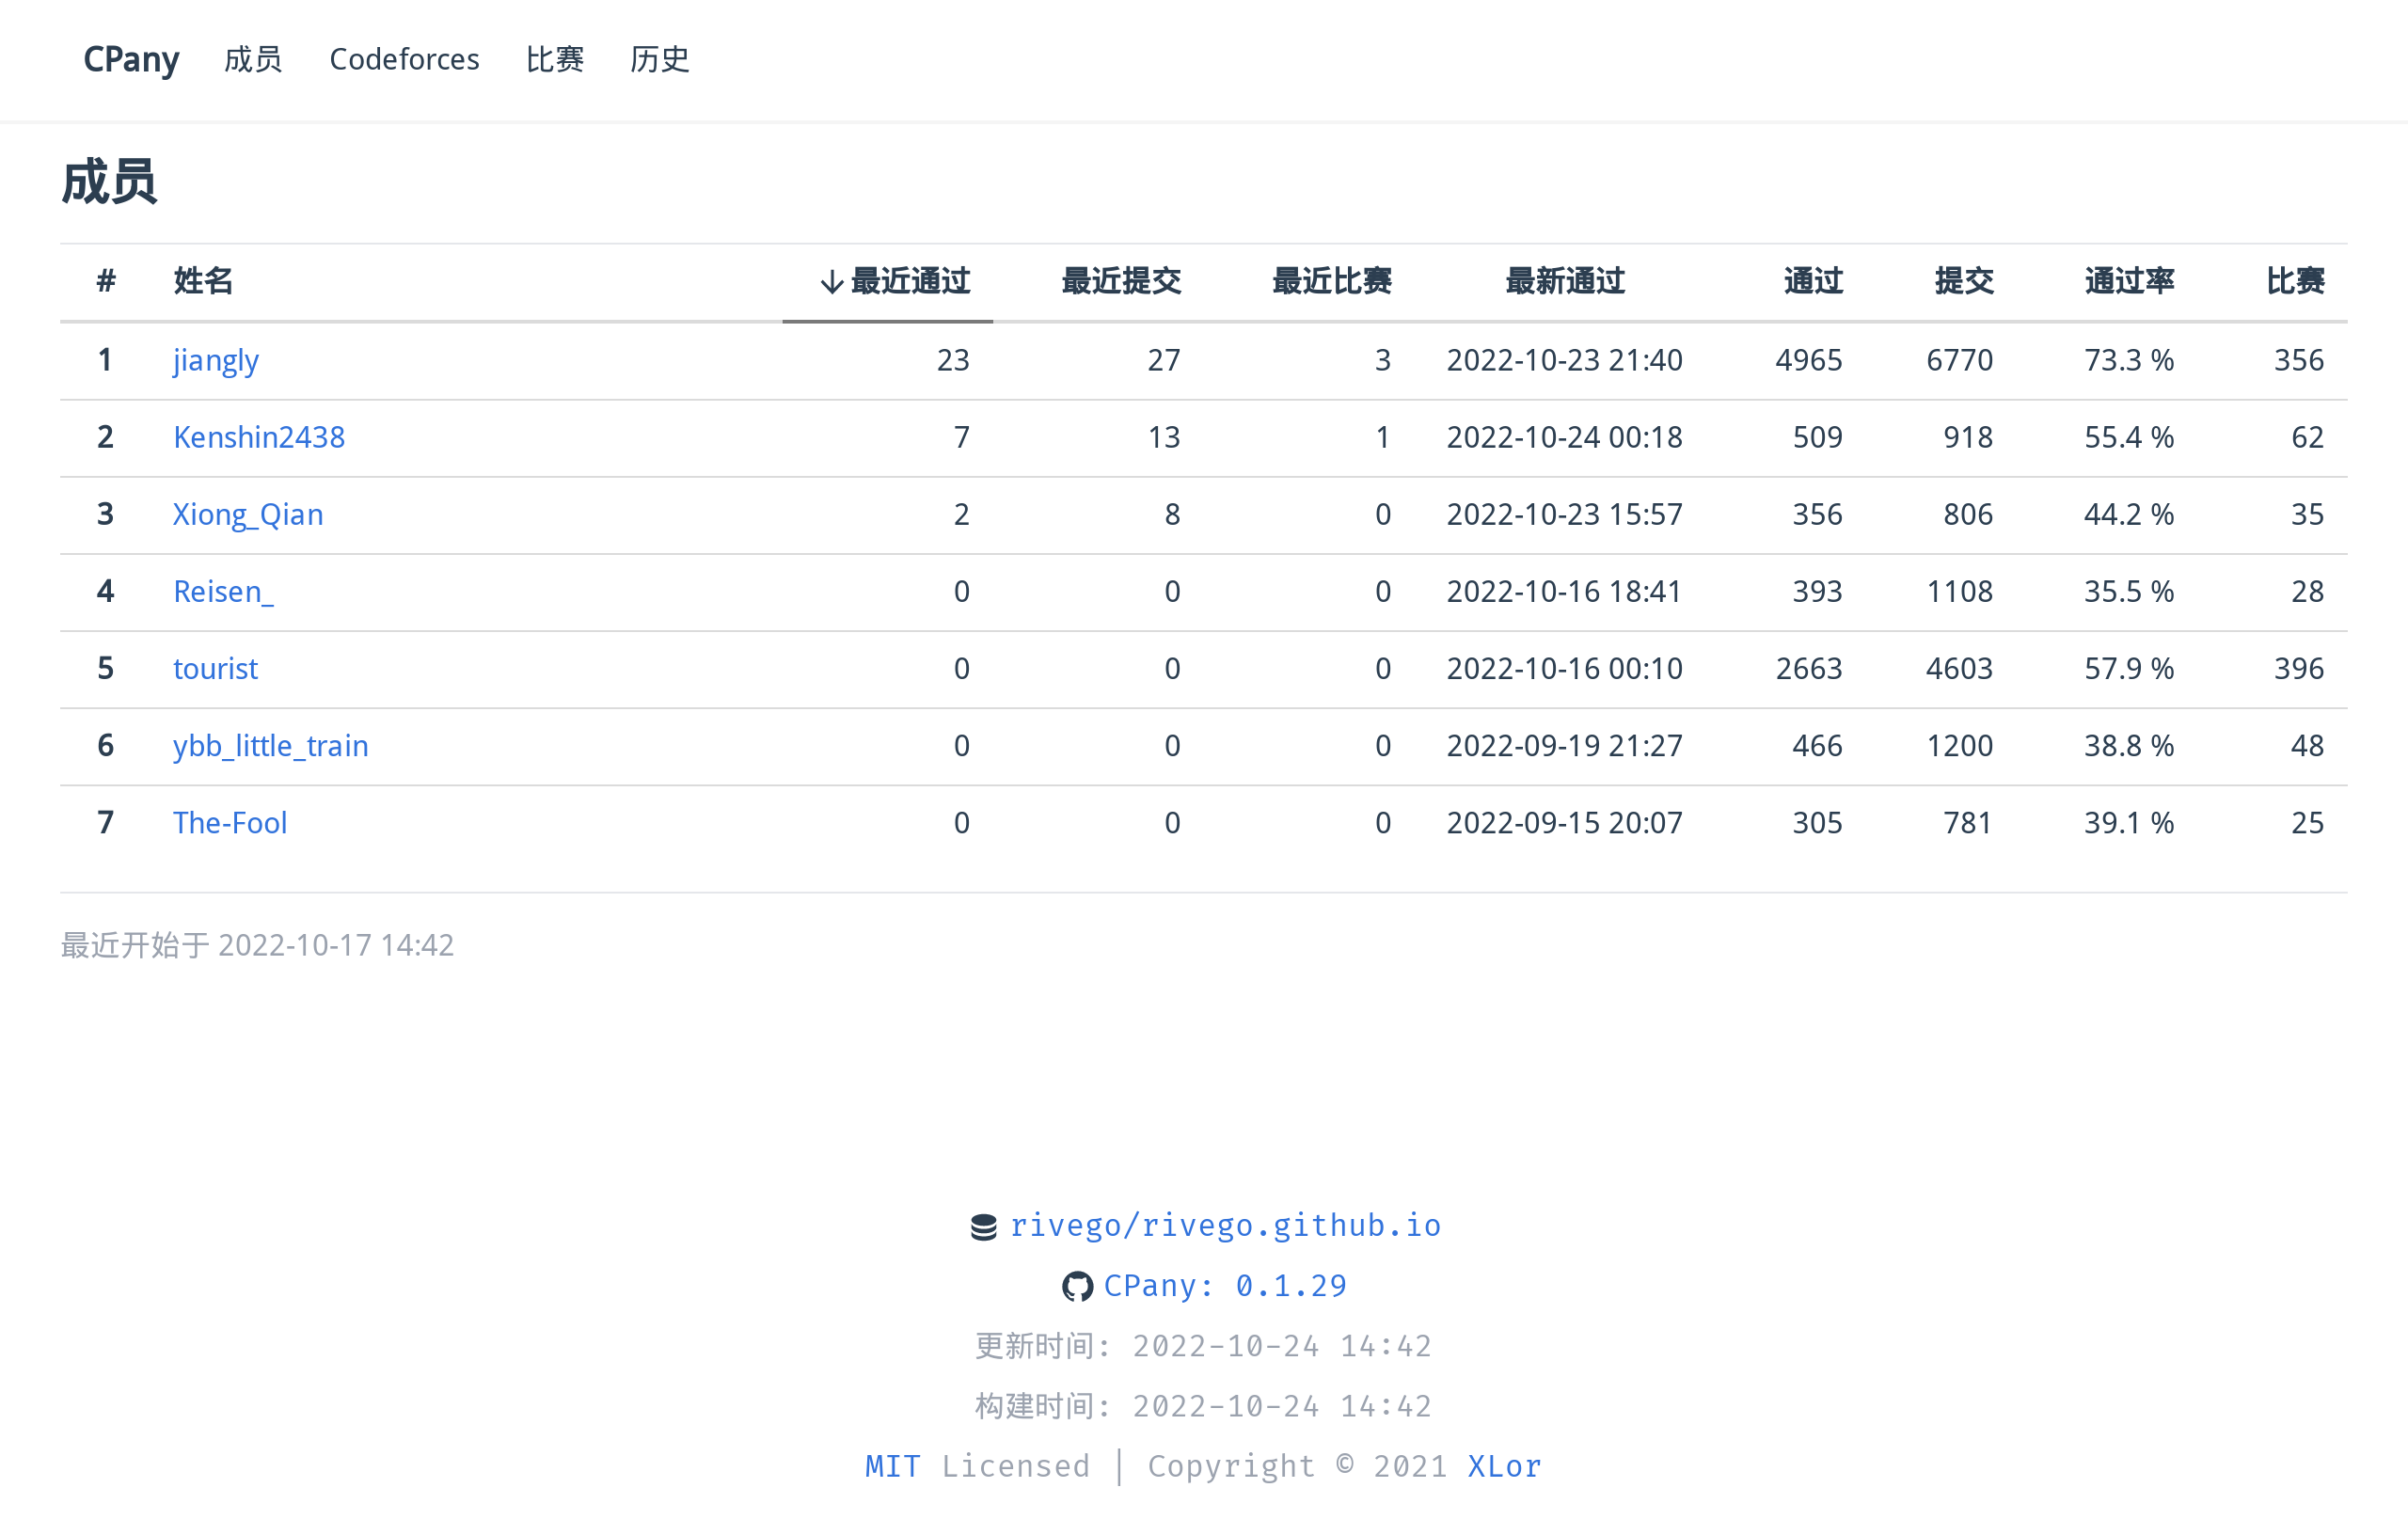 CPany 成员 Codeforces 比赛 历史
成员
# 姓名 ↓最近通过 最近提交 最近比赛 最新通过 通过 提交 通过率 比赛
1 jiangly 23 27 3 2022-10-23 21:40 4965 6770 73.3 % 356
2 Kenshin2438 7 13 1 2022-10-24 00:18 509 918 55.4 % 62
3 Xiong_Qian 2 8 0 2022-10-23 15:57 356 806 44.2 % 35
4 Reisen_ 0 0 0 2022-10-16 18:41 393 1108 35.5 % 28
5 tourist 0 0 0 2022-10-16 00:10 2663 4603 57.9 % 396
6 ybb_little_train 0 0 0 2022-09-19 21:27 466 1200 38.8 % 48
7 The-Fool 0 0 0 2022-09-15 20:07 305 781 39.1 % 25
最近开始于 2022-10-17 14:42
rivego/rivego.github.io
CPany: 0.1.29
更新时间: 2022-10-24 14:42
构建时间: 2022-10-24 14:42
MIT Licensed | Copyright © 2021 XLor